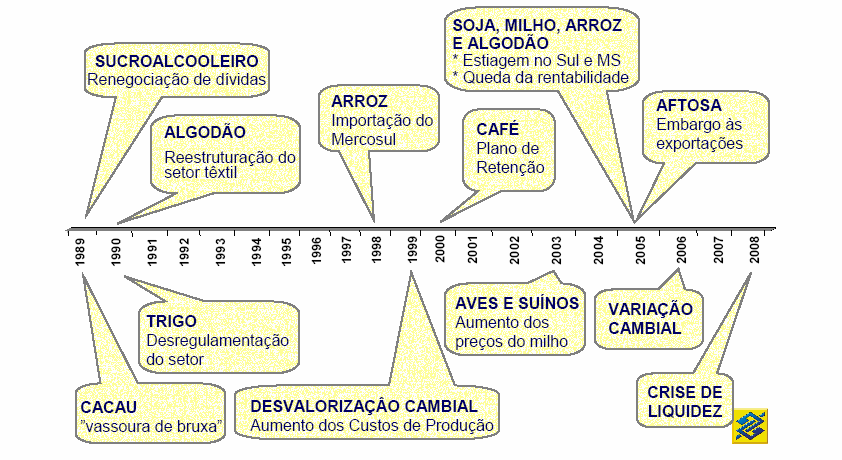 SUCROALCOOLEIRO
Renegociação de dívidas
ALGODÃO
Reestruturação do
setor têxtil
ARROZ
Importação do
Mercosul
SOJA, MILHO, ARROZ
E ALGODÃO
* Estiagem no Sul e MS
* Queda da rentabilidade
CAFÉ
Plano de
Retenção
AFTOSA
Embargo às
exportações
1989
1990
1991
1992
1993
1994
1995
1996
1997
1998
1999
2000
2001
2002
2003
2004
2005
2006
2007
2008
TRIGO
Desregulamentação
do setor
CACAU
"vassoura de bruxa"
DESVALORIZAÇÂO CAMBIAL
Aumento dos Custos de Produção
AVES E SUÍNOS
Aumento dos
preços do milho
VARIAÇÃO
CAMBIAL
CRISE DE
LIQUIDEZ